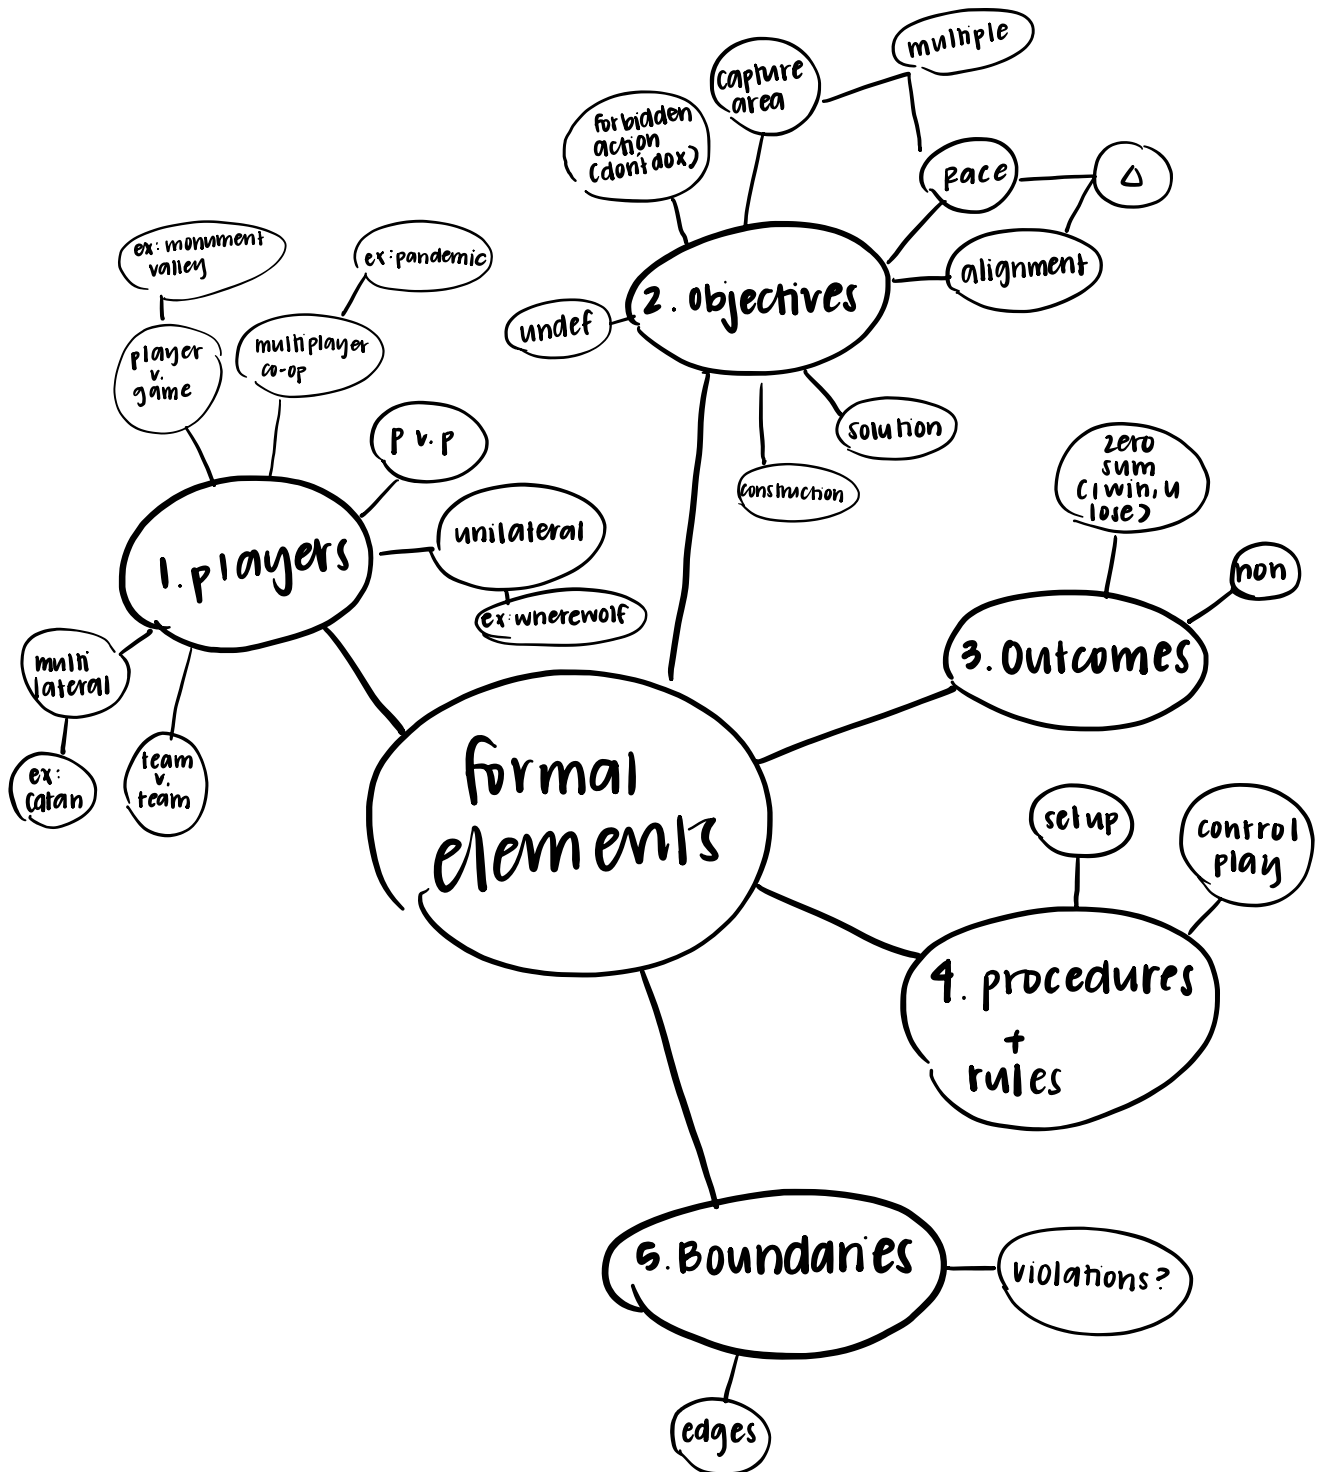 multiple
capture
area
forbidden
action
(don't do x)
Race
Δ
alignment
2. Objectives
undef
solution
construction
ex: monument
valley
ex: pandemic
player
v.
game
multiplayer
co-op
p v. p
unilateral
ex: wherewolf
1. players
multi
lateral
ex:
catan
team
v.
team
zero
sum
(I win, u
lose)
non
3. Outcomes
formal
elements
setup
control
play
4. procedures
+
rules
5. Boundaries
violations?
edges